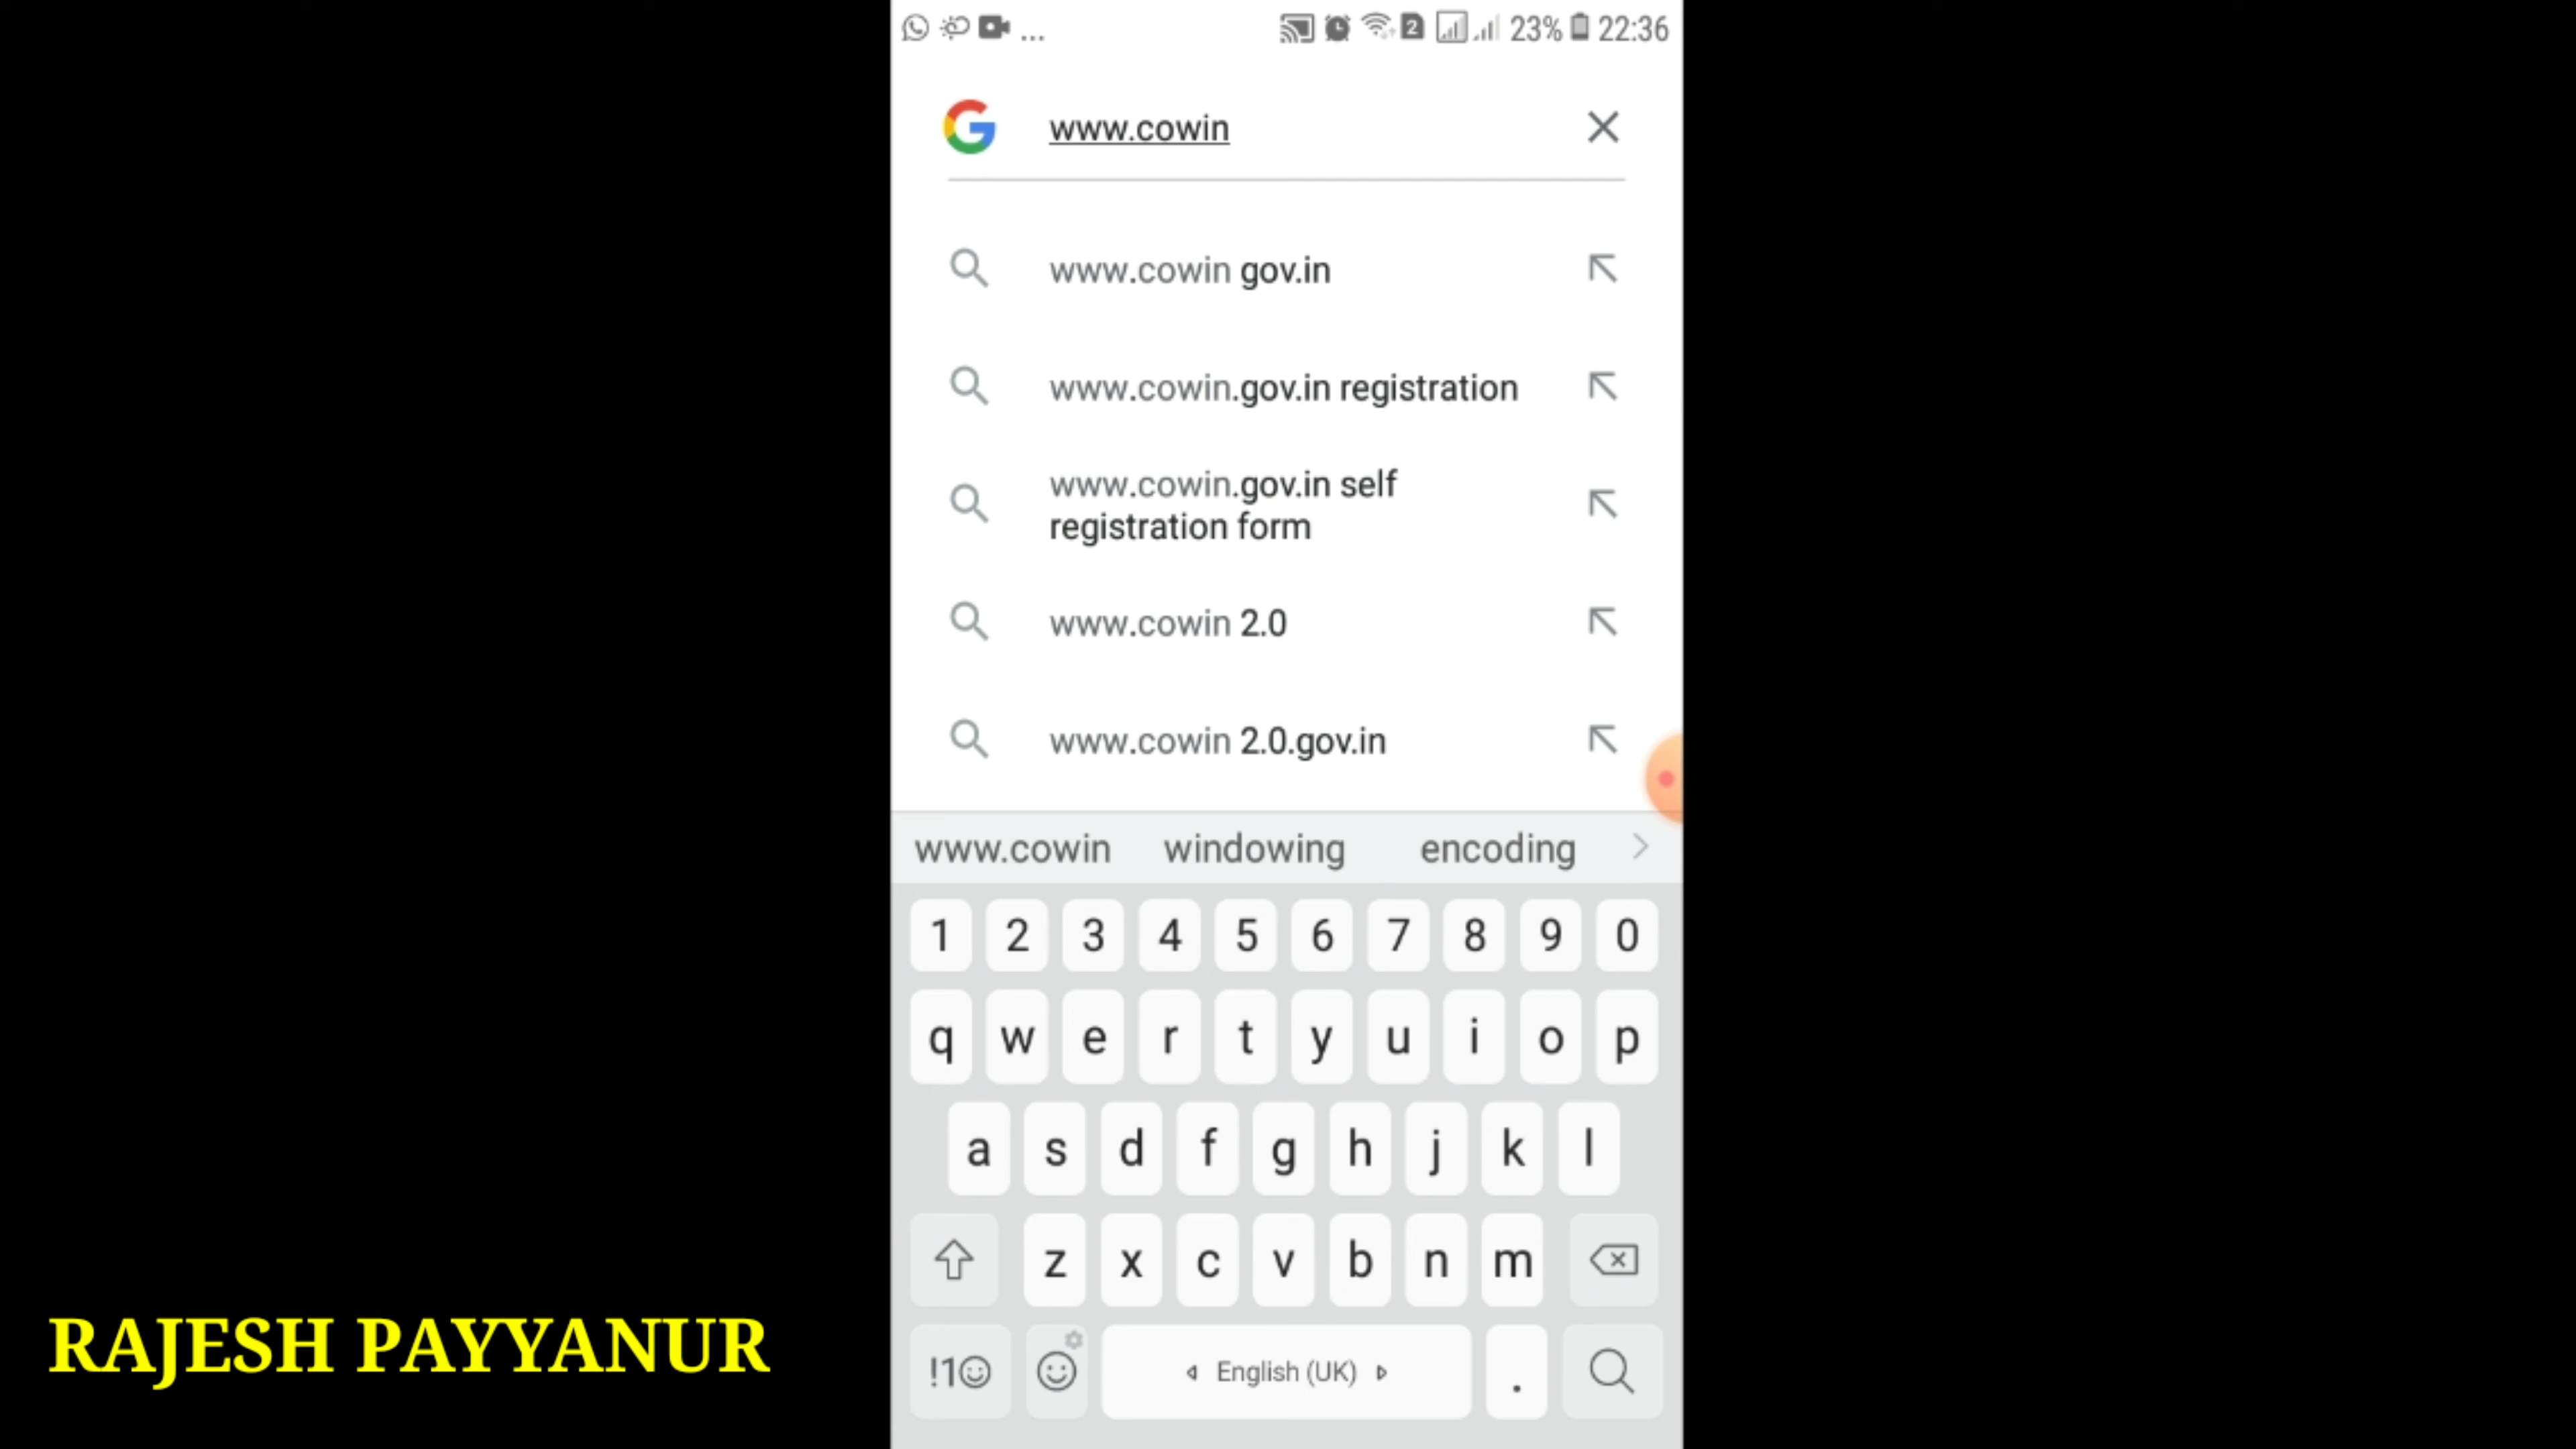 ... 2 23% 22:36
G www.cowin
www.cowin gov.in
www.cowin.gov.in registration
www.cowin.gov.in self
registration form
www.cowin 2.0
www.cowin 2.0.gov.in
www.cowin windowing encoding
1 2 3 4 5 6 7 8 9 0
q w e r t y u i o p
a s d f g h j k l
z x c v b n m
!1☺ English (UK) .
RAJESH PAYYANUR